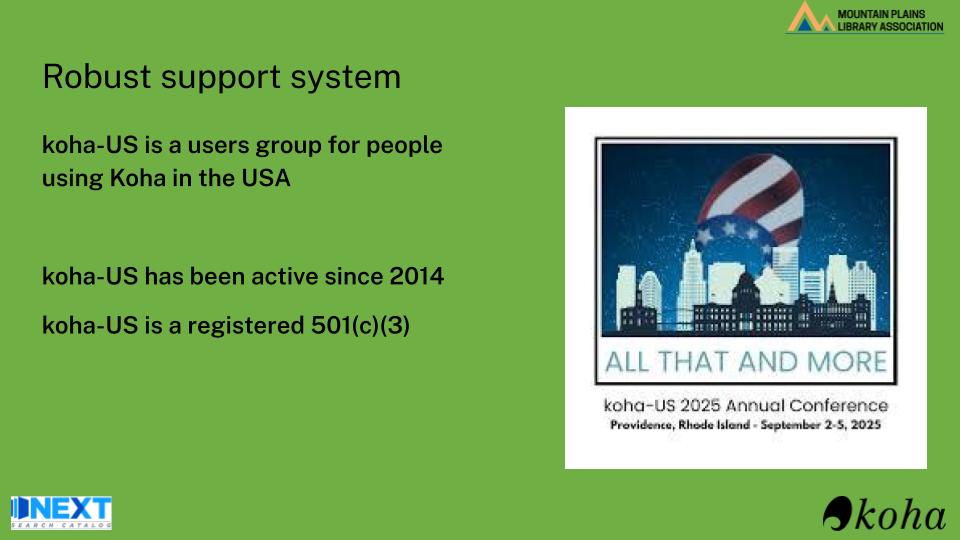 MOUNTAIN PLAINS
LIBRARY ASSOCIATION
Robust support system
koha-US is a users group for people
using Koha in the USA
koha-US has been active since 2014
koha-US is a registered 501(c)(3)
ALL THAT AND MORE
koha-US 2025 Annual Conference
Providence, Rhode Island - September 2-5, 2025
NEXT
SEARCH CATALOG
koha